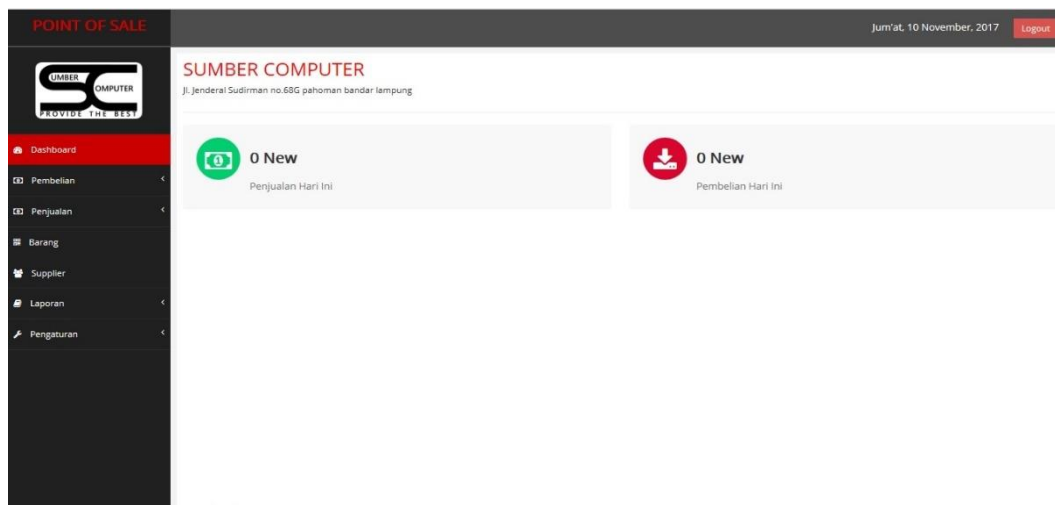 POINT OF SALE
Jum'at, 10 November, 2017
Logout
SC
UMBER
OMPUTER
PROVIDE THE BEST
SUMBER COMPUTER
Jl. Jenderal Sudirman no.68G pahoman bandar lampung
Dashboard
Pembelian
Penjualan
Barang
Supplier
Laporan
Pengaturan
0 New
Penjualan Hari Ini
0 New
Pembelian Hari Ini